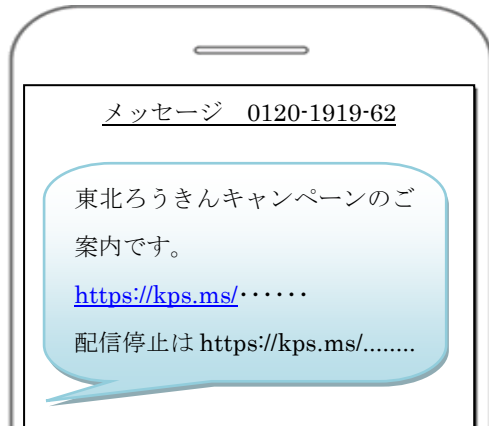 メッセージ　0120-1919-62
東北ろうきんキャンペーンのご
案内です。
https://kps.ms/･･････
配信停止は https://kps.ms/........